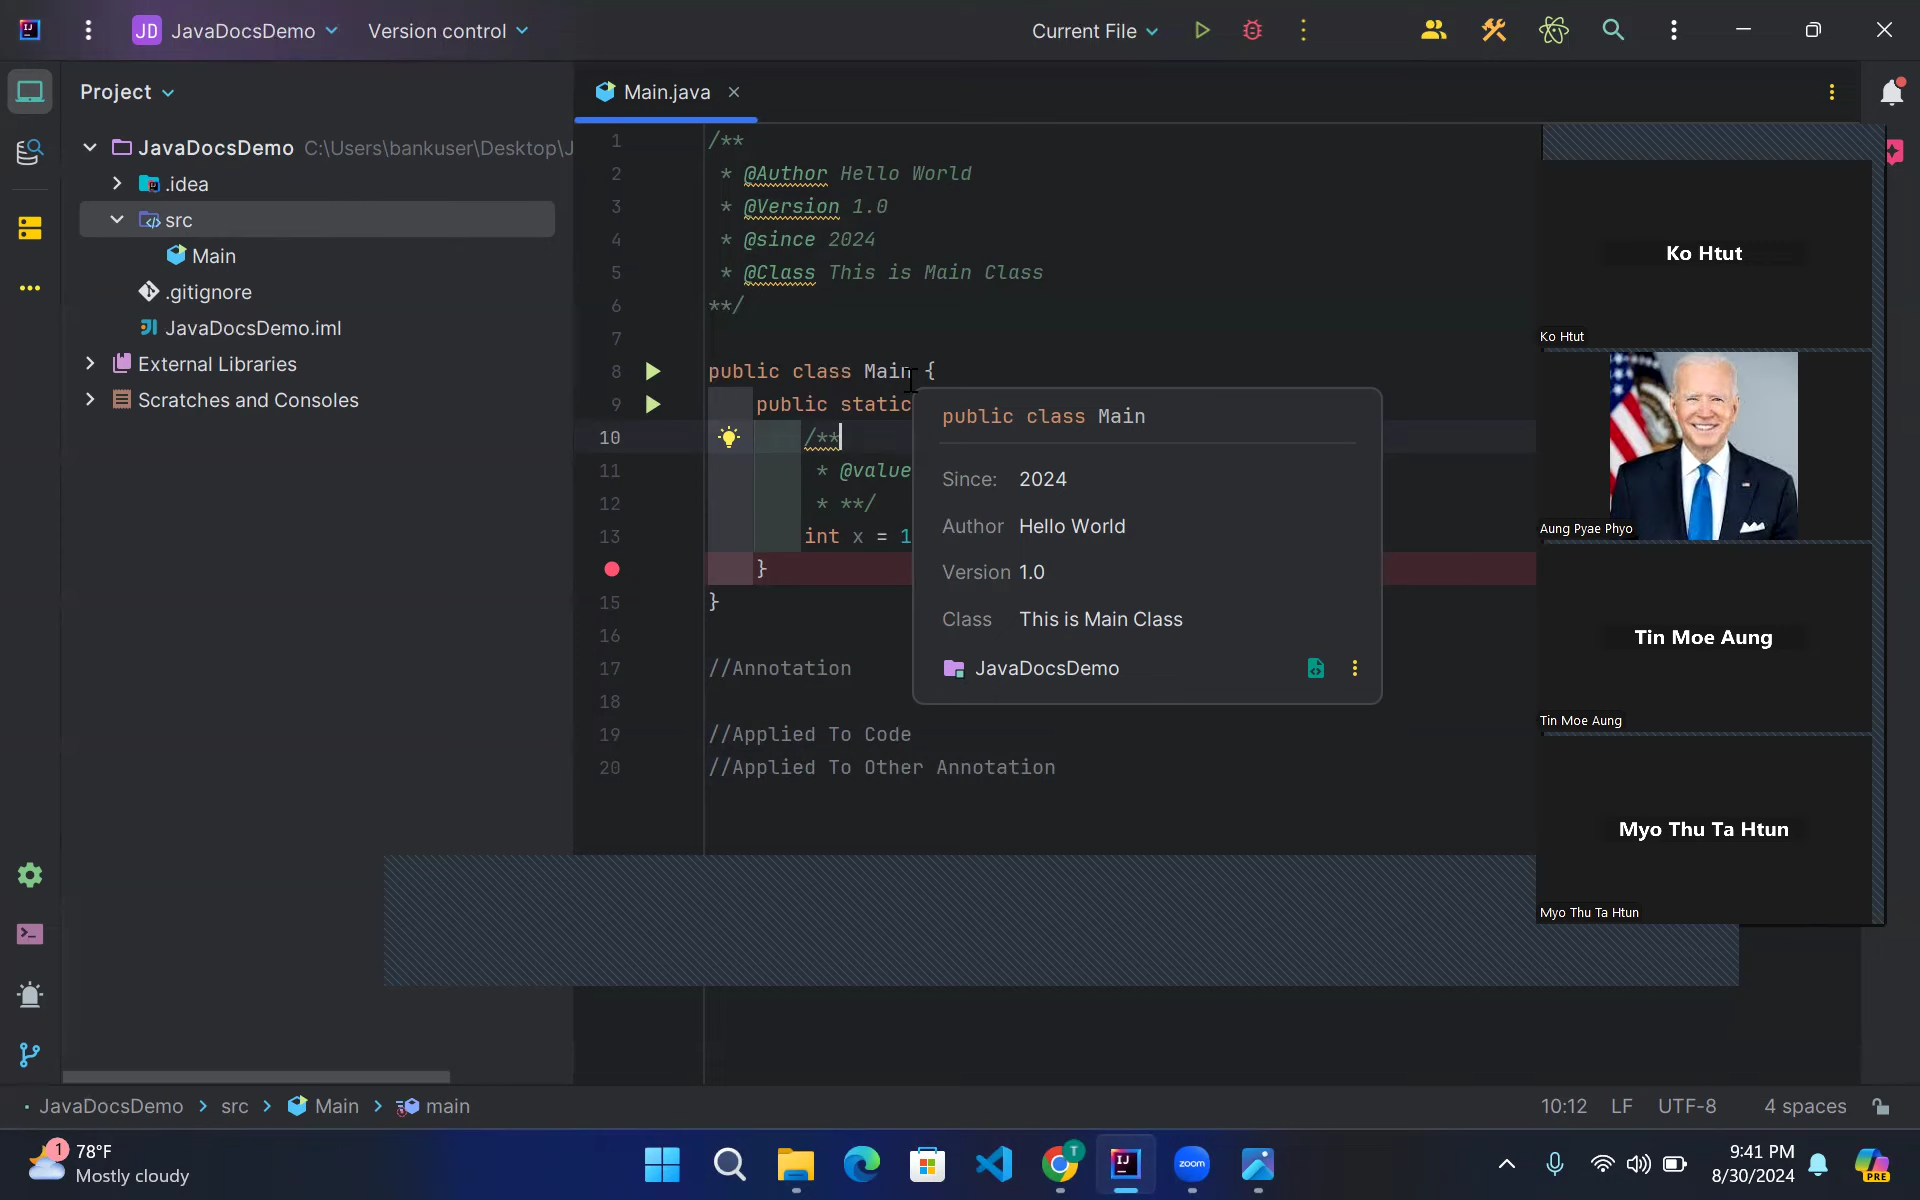 JD JavaDocsDemo Version control Current File
Project
JavaDocsDemo C:\Users\bankuser\Desktop\J
.idea
src
Main
.gitignore
JavaDocsDemo.iml
External Libraries
Scratches and Consoles
Main.java
1 /**
2 * @Author Hello World
3 * @Version 1.0
4 * @since 2024
5 * @Class This is Main Class
6 **/
7
8 public class Main {
9 public static
10 /**
11 * @value
12 * **/
13 int x = 1
}
15 }
16
17 //Annotation
18
19 //Applied To Code
20 //Applied To Other Annotation
public class Main
Since: 2024
Author Hello World
Version 1.0
Class This is Main Class
JavaDocsDemo
Ko Htut
Ko Htut
Aung Pyae Phyo
Tin Moe Aung
Tin Moe Aung
Myo Thu Ta Htun
Myo Thu Ta Htun
JavaDocsDemo > src > Main > main
10:12 LF UTF-8 4 spaces
1 78°F
Mostly cloudy
T
IJ
zoom
9:41 PM
8/30/2024
PRE